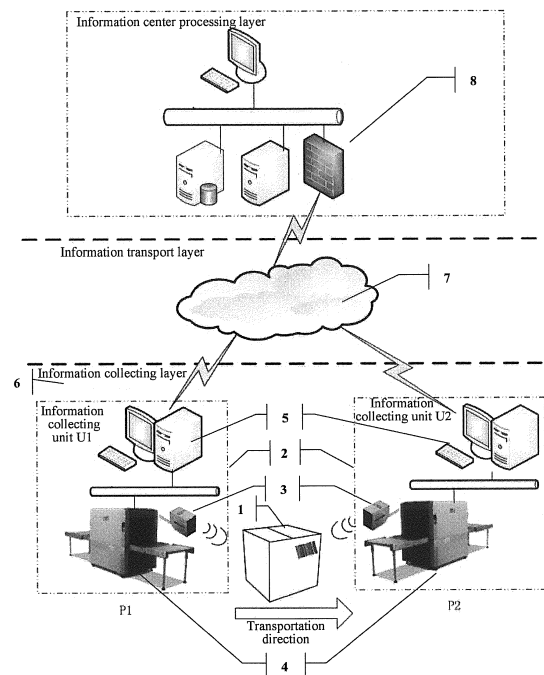 Information center processing layer
8
Information transport layer
7
6
Information collecting layer
Information
collecting unit U1
5
Information
collecting unit U2
2
3
1
P1
P2
Transportation
direction
4